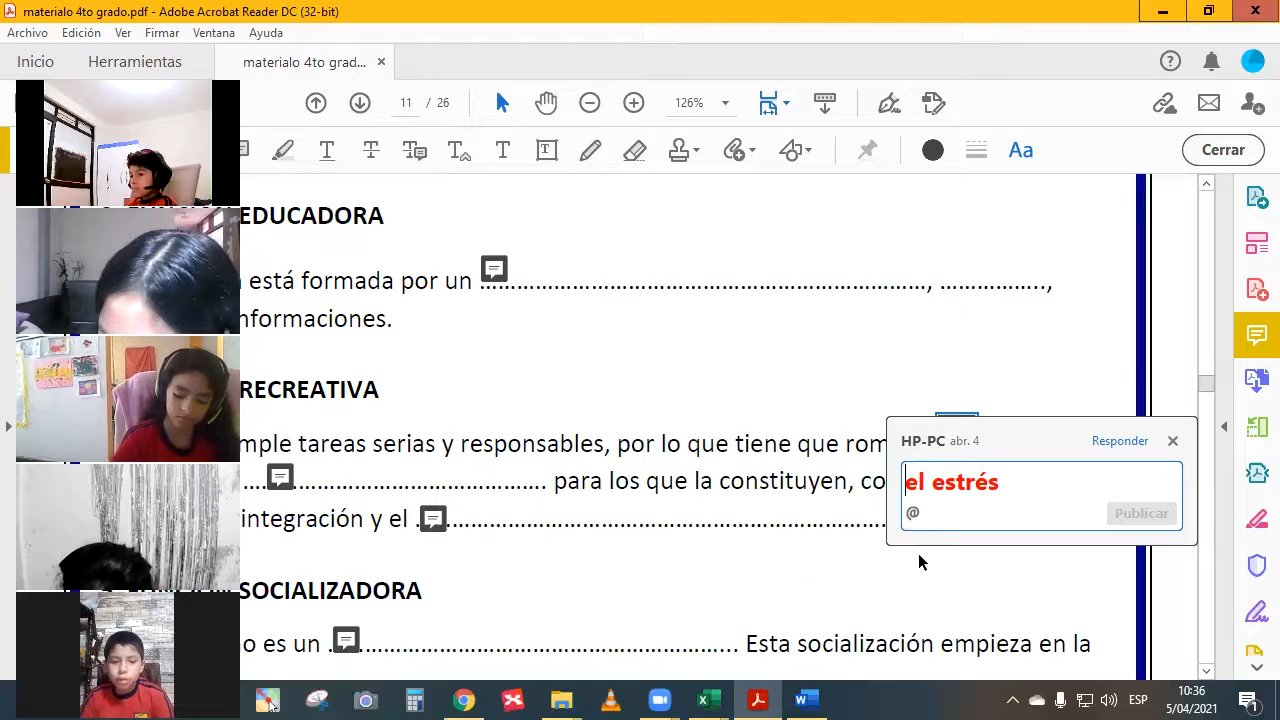 materialo 4to grado.pdf - Adobe Acrobat Reader DC (32-bit)
Archivo Edición Ver Firmar Ventana Ayuda
Inicio Herramientas materialo 4to grad... ×
11 / 26 126%
Aa Cerrar
EDUCADORA
está formada por un ……………………………………………………………, ……………..,
nformaciones.
RECREATIVA
mple tareas serias y responsables, por lo que tiene que rom
…………………………………… para los que la constituyen, co
integración y el ………………………………………………………
HP-PC abr. 4 Responder ×
el estrés
@ Publicar
SOCIALIZADORA
o es un ………………………………………………... Esta socialización empieza en la
ESP
10:36
5/04/2021
1